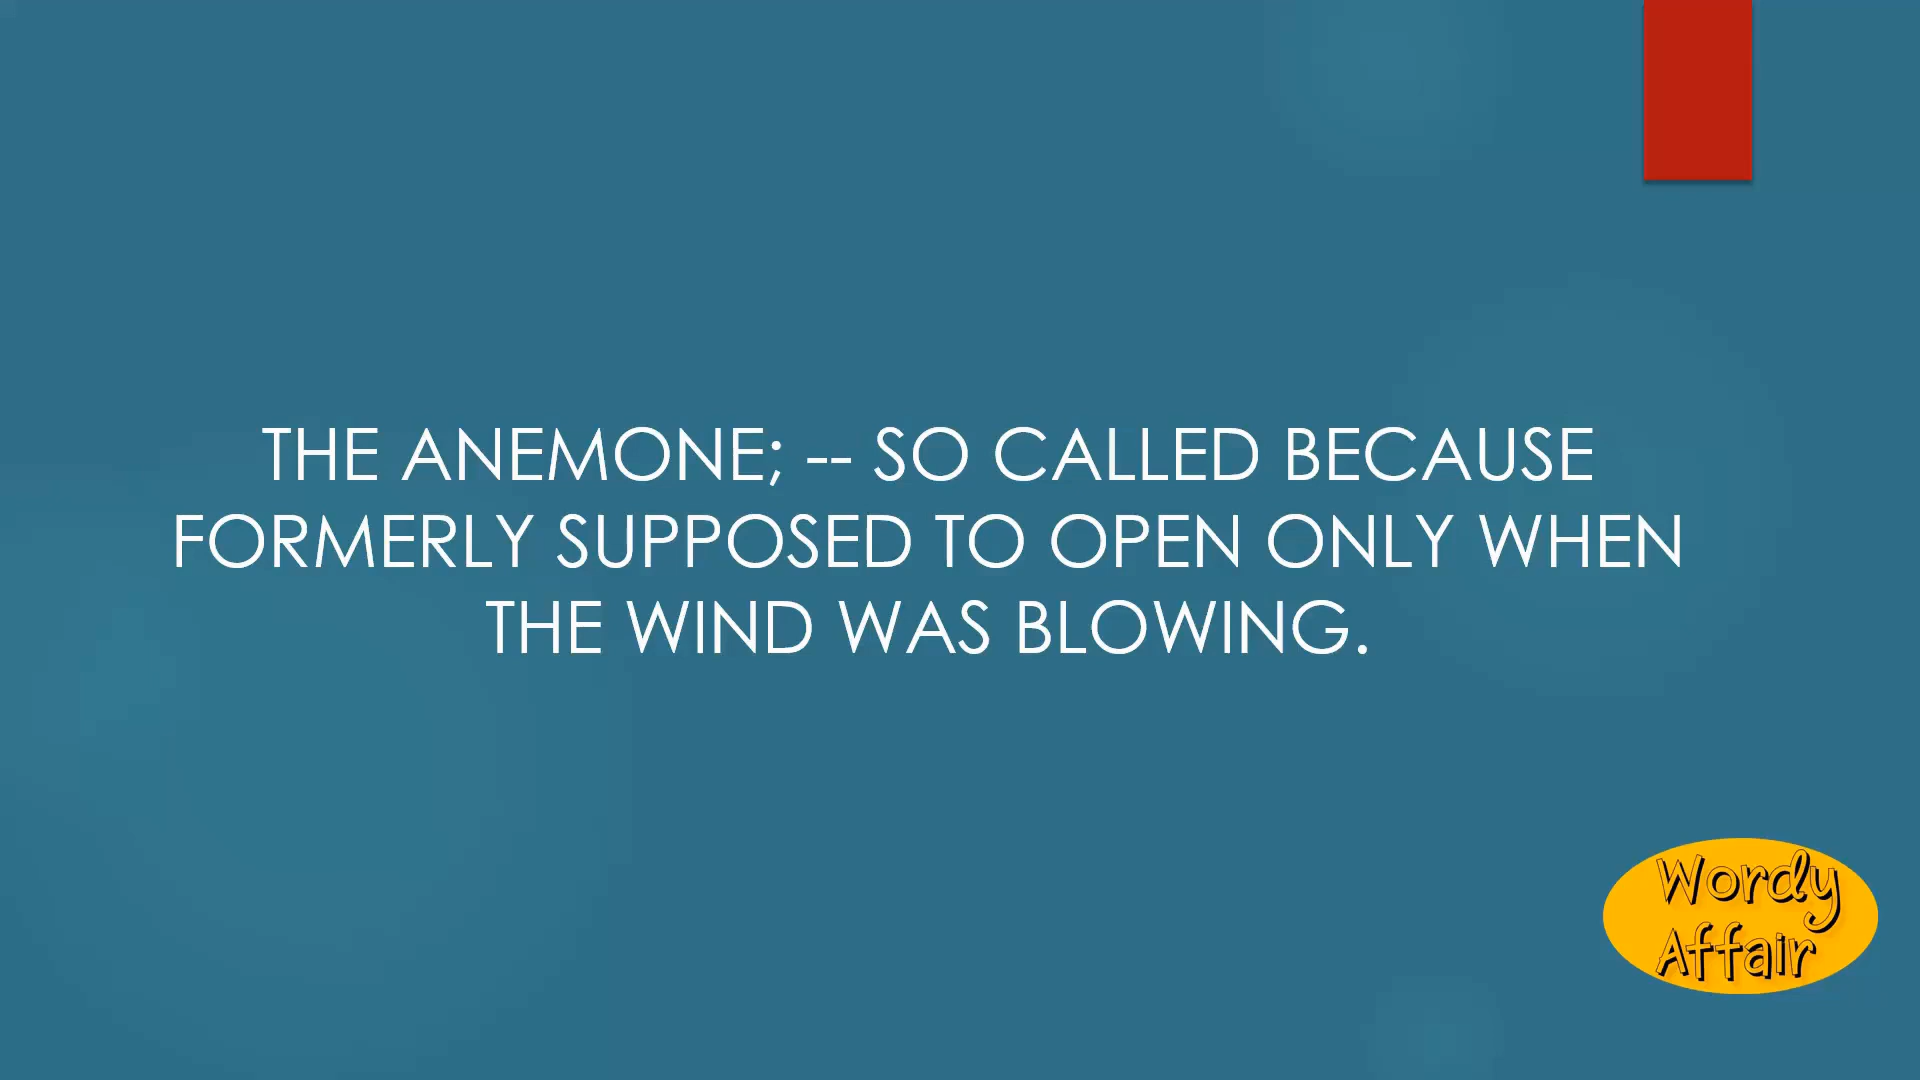 THE ANEMONE; -- SO CALLED BECAUSE
FORMERLY SUPPOSED TO OPEN ONLY WHEN
THE WIND WAS BLOWING.
Wordy
Affair